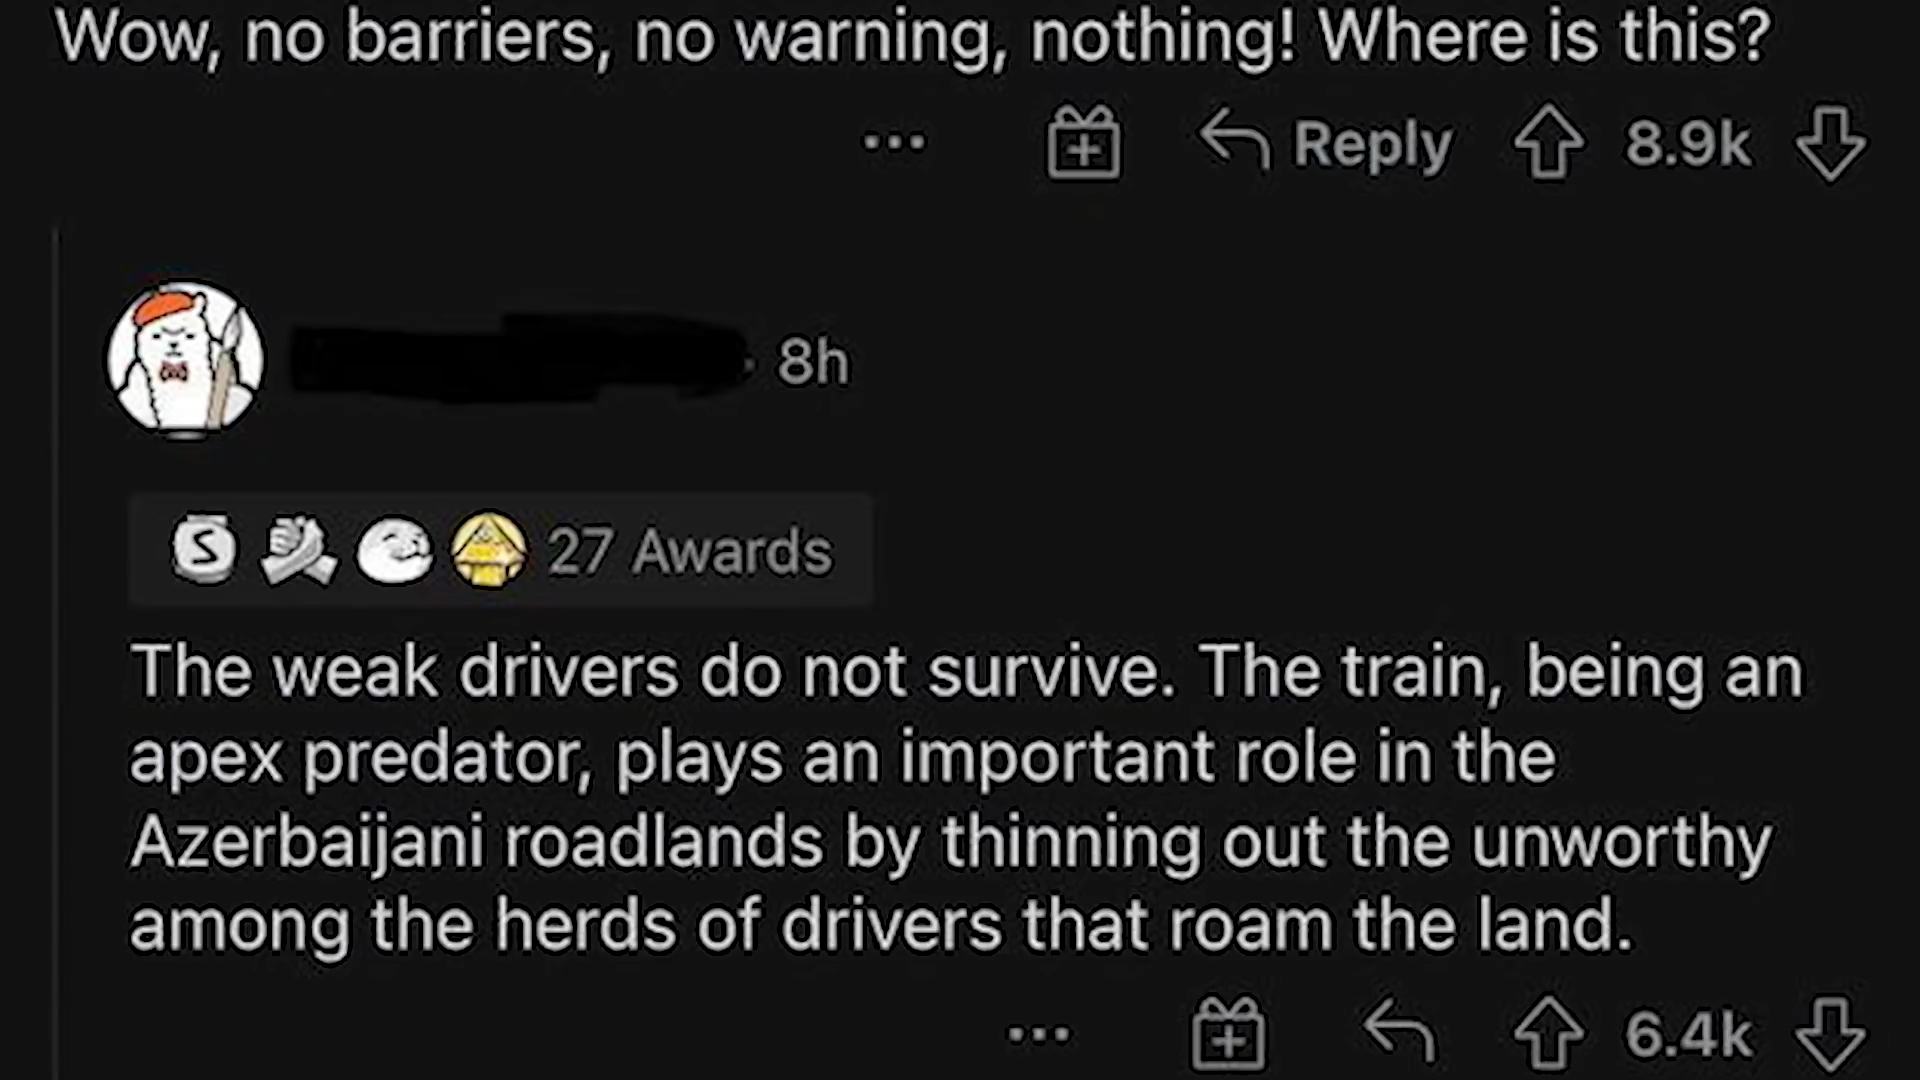 Wow, no barriers, no warning, nothing! Where is this?
... Reply 8.9k
· 8h
S 27 Awards
The weak drivers do not survive. The train, being an
apex predator, plays an important role in the
Azerbaijani roadlands by thinning out the unworthy
among the herds of drivers that roam the land.
... 6.4k